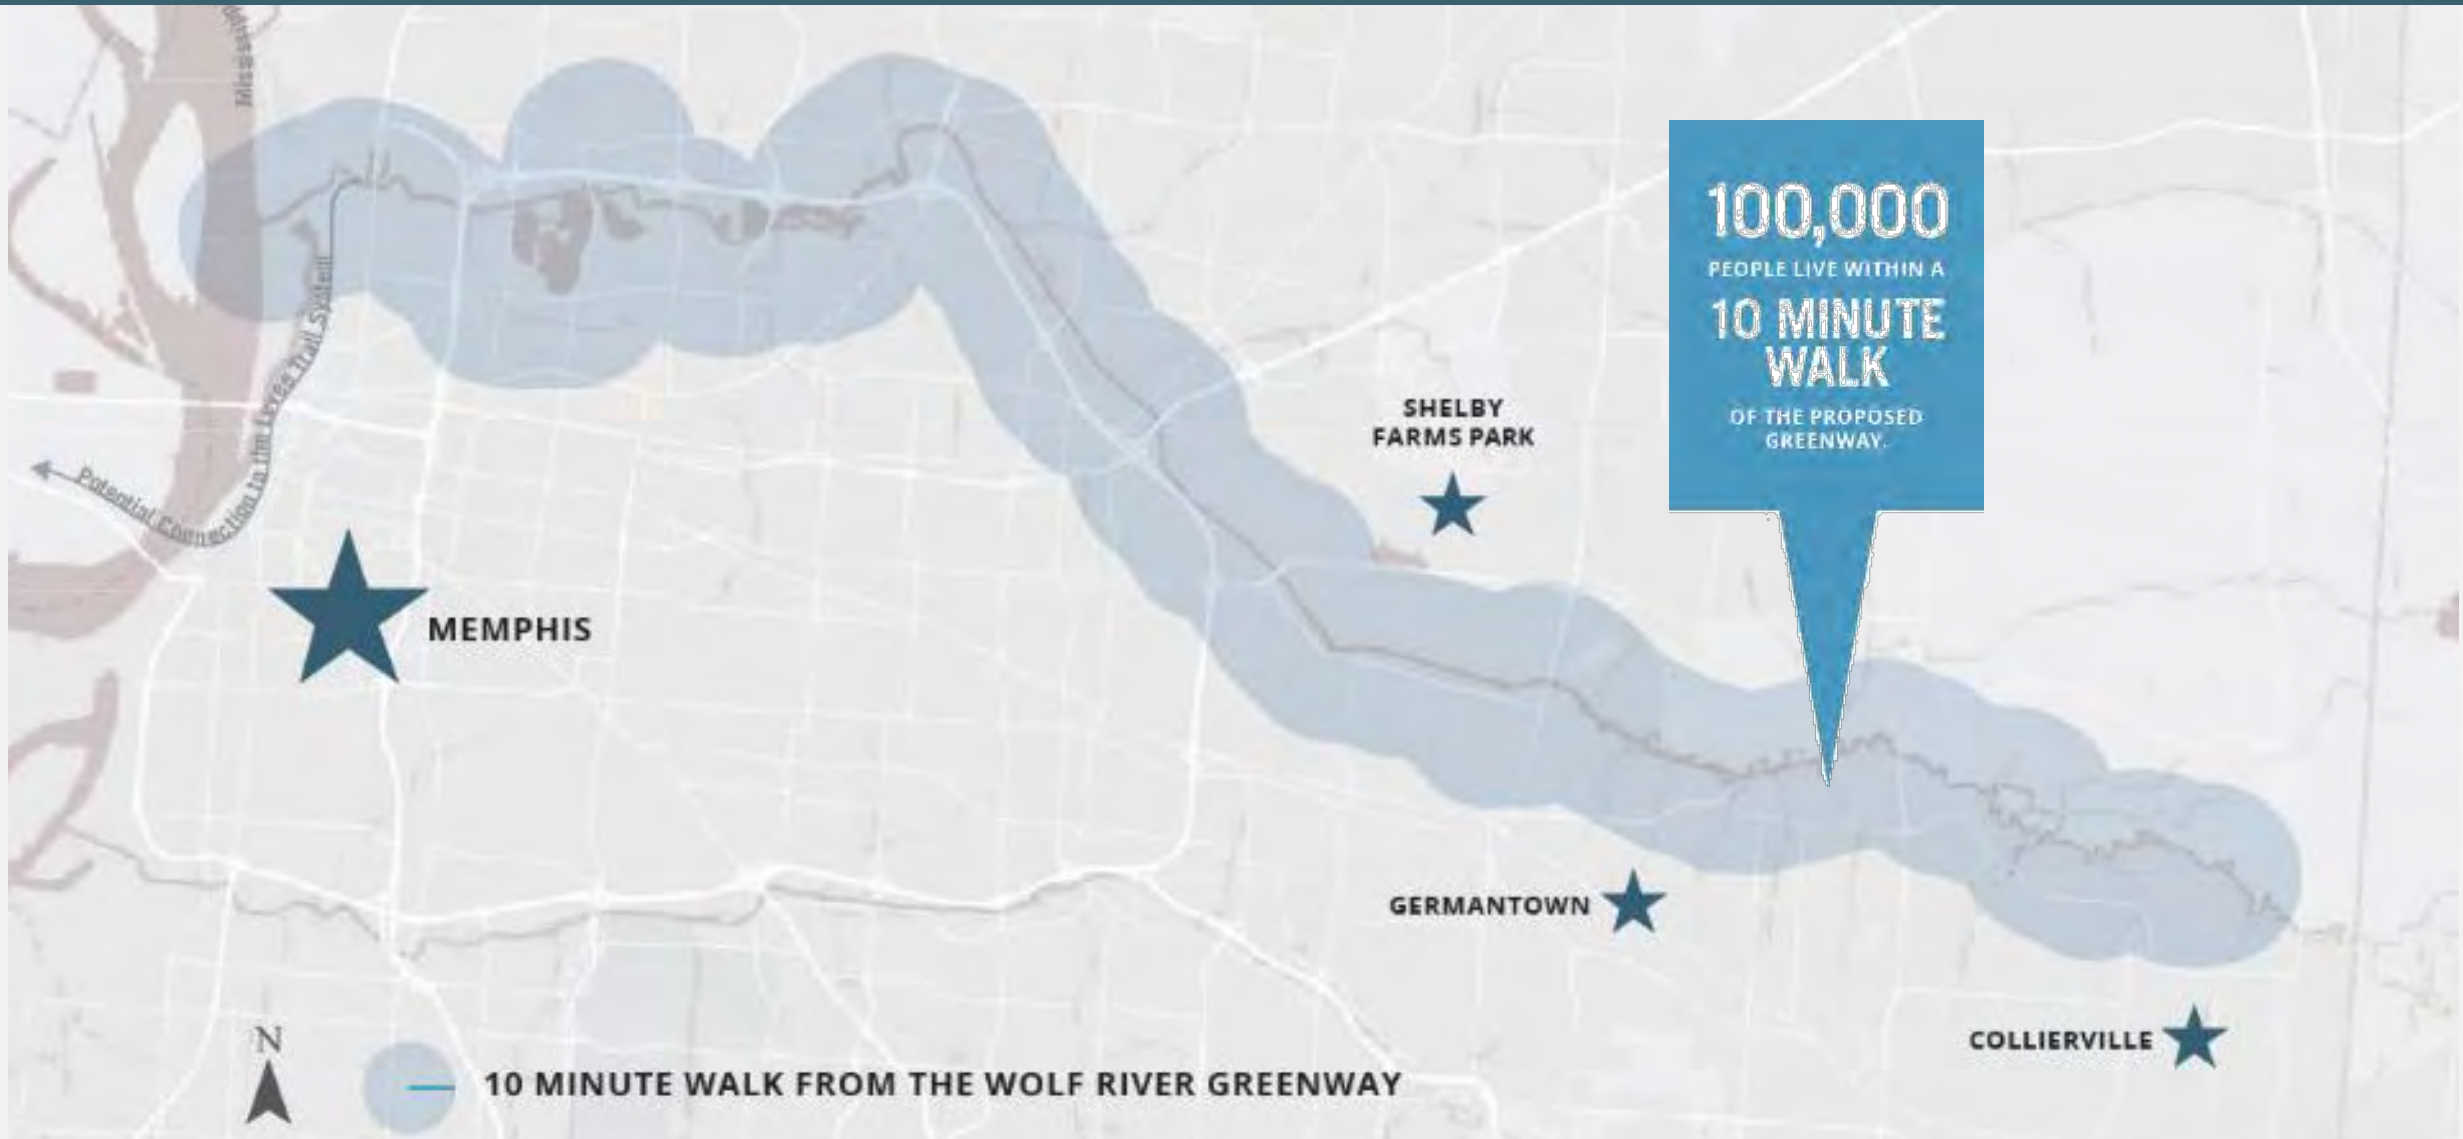 Mississi
100,000
PEOPLE LIVE WITHIN A
10 MINUTE
WALK
OF THE PROPOSED
GREENWAY.
SHELBY
FARMS PARK
Potential Connection to the Levee Trail System
MEMPHIS
GERMANTOWN
COLLIERVILLE
N
10 MINUTE WALK FROM THE WOLF RIVER GREENWAY